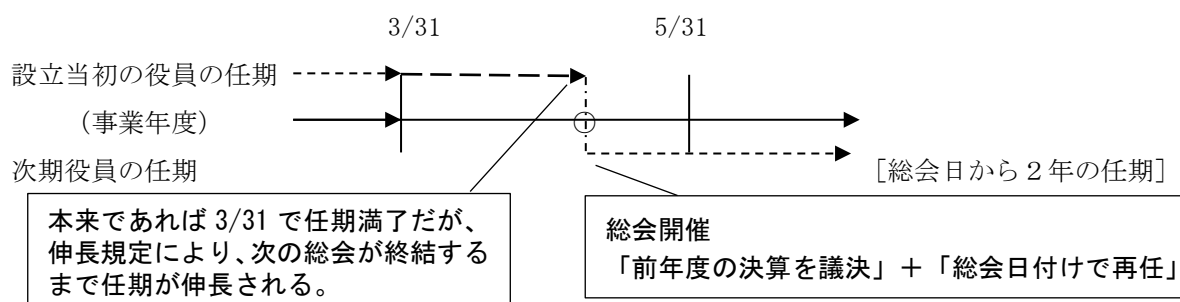 3/31 5/31
設立当初の役員の任期
(事業年度)
次期役員の任期
[総会日から２年の任期]
本来であれば 3/31 で任期満了だが、
伸長規定により、次の総会が終結する
まで任期が伸長される。
総会開催
「前年度の決算を議決」＋「総会日付けで再任」